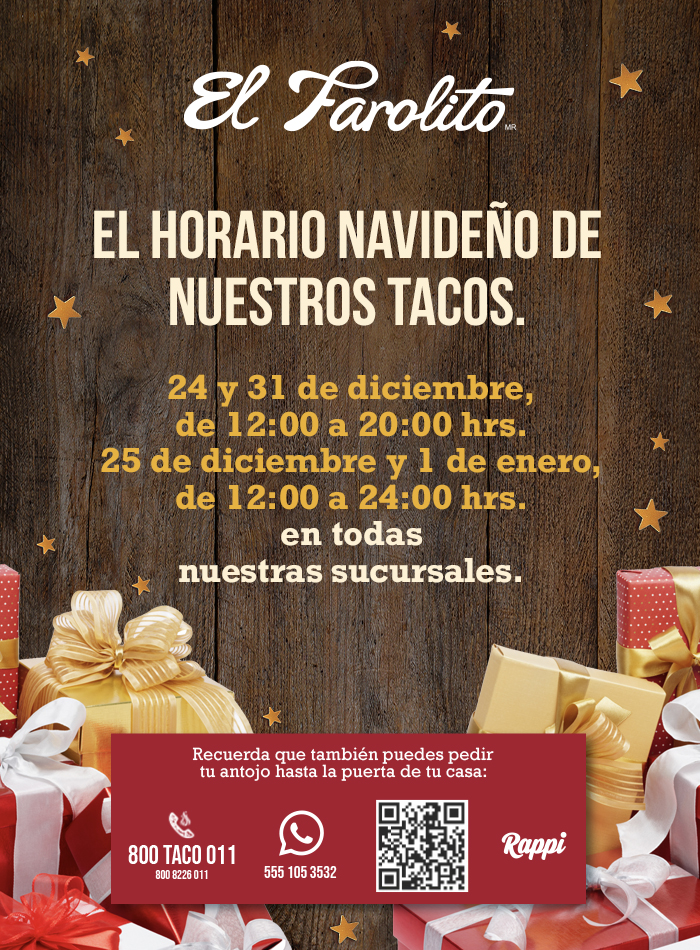 El Farolito
MR
EL HORARIO NAVIDEÑO DE
NUESTROS TACOS.
24 y 31 de diciembre,
de 12:00 a 20:00 hrs.
25 de diciembre y 1 de enero,
de 12:00 a 24:00 hrs.
en todas
nuestras sucursales.
Recuerda que también puedes pedir
tu antojo hasta la puerta de tu casa:
800 TACO 011
800 8226 011
555 105 3532
Rappi